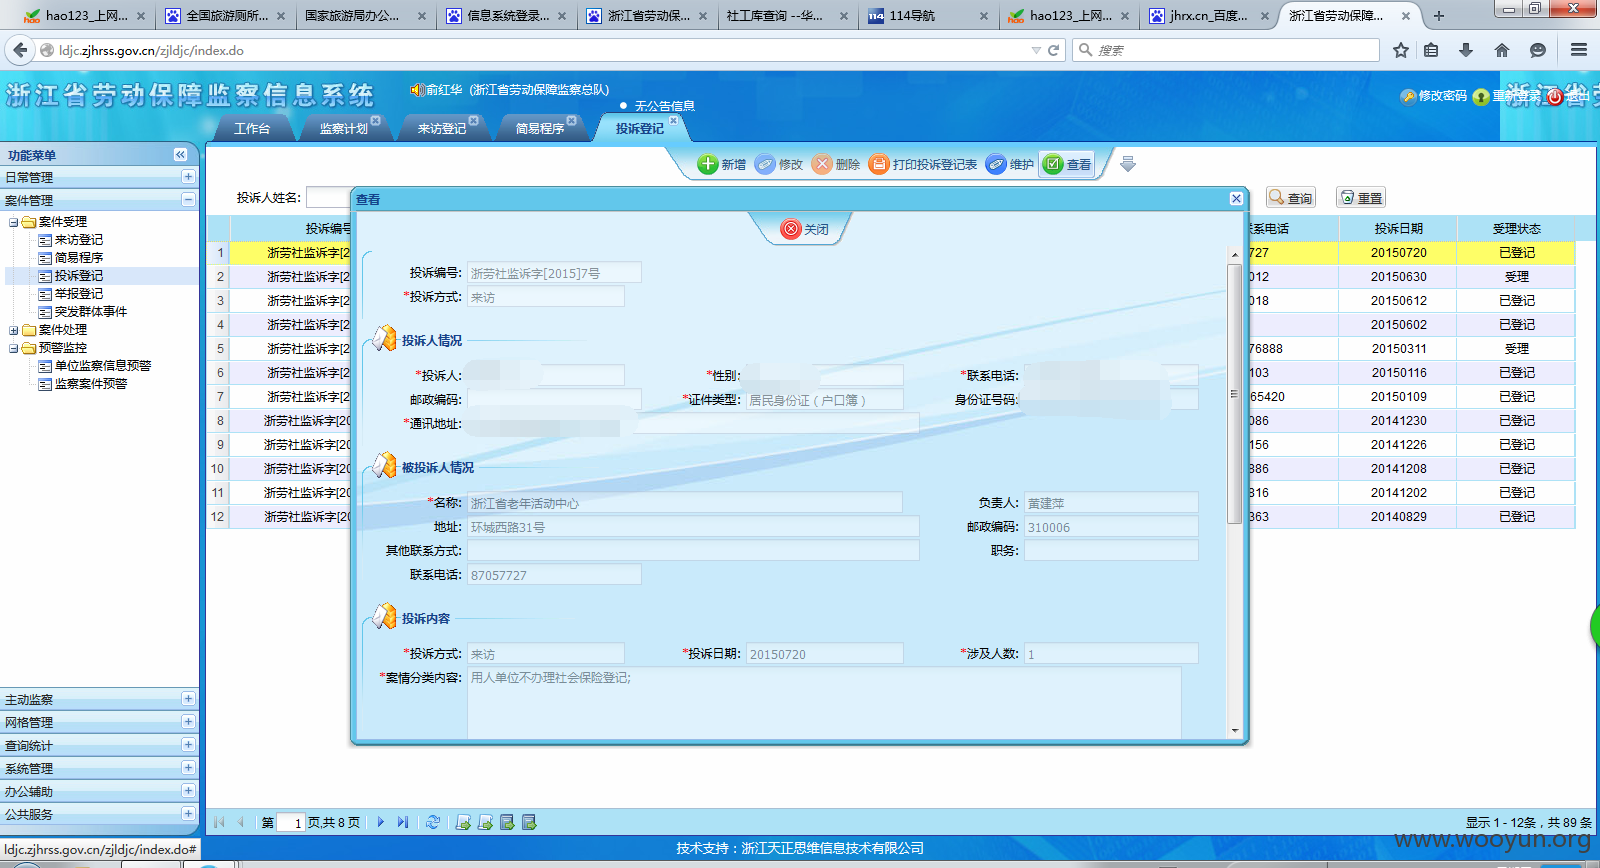 hao123_上网... 全国旅游厕所... 国家旅游局办公... 信息系统登录... 浙江省劳动保... 社工库查询 --华... 114导航 hao123_上网... jhrx.cn_百度... 浙江省劳动保障...
ldjc.zjhrss.gov.cn/zjldjc/index.do 搜索
浙江省劳动保障监察信息系统
俞红华 (浙江省劳动保障监察总队)
无公告信息
修改密码 重新登录 退出
工作台 监察计划 来访登记 简易程序 投诉登记
功能菜单
日常管理
案件管理
案件受理
来访登记
简易程序
投诉登记
举报登记
突发群体事件
案件处理
预警监控
单位监察信息预警
监察案件预警
主动监察
网格管理
查询统计
系统管理
办公辅助
公共服务
新增 修改 删除 打印投诉登记表 维护 查看
投诉人姓名: 查询 重置
投诉编号 系电话 投诉日期 受理状态
1 浙劳社监诉字[2 727 20150720 已登记
2 浙劳社监诉字[2 012 20150630 受理
3 浙劳社监诉字[2 018 20150612 已登记
4 浙劳社监诉字[2 20150602 已登记
5 浙劳社监诉字[2 76888 20150311 受理
6 浙劳社监诉字[2 103 20150116 已登记
7 浙劳社监诉字[2 65420 20150109 已登记
8 浙劳社监诉字[20 086 20141230 已登记
9 浙劳社监诉字[20 156 20141226 已登记
10 浙劳社监诉字[20 886 20141208 已登记
11 浙劳社监诉字[20 816 20141202 已登记
12 浙劳社监诉字[20 363 20140829 已登记
查看
关闭
投诉编号: 浙劳社监诉字[2015]7号
*投诉方式: 来访
投诉人情况
*投诉人: *性别: *联系电话:
邮政编码: *证件类型: 居民身份证（户口簿） 身份证号码:
*通讯地址:
被投诉人情况
*名称: 浙江省老年活动中心 负责人: 黄建萍
地址: 环城西路31号 邮政编码: 310006
其他联系方式: 职务:
联系电话: 87057727
投诉内容
*投诉方式: 来访 *投诉日期: 20150720 *涉及人数: 1
*案情分类内容: 用人单位不办理社会保险登记;
第 1 页,共 8 页 显示 1 - 12条，共 89 条
ldjc.zjhrss.gov.cn/zjldjc/index.do#
技术支持：浙江天正思维信息技术有限公司
www.wooyun.org